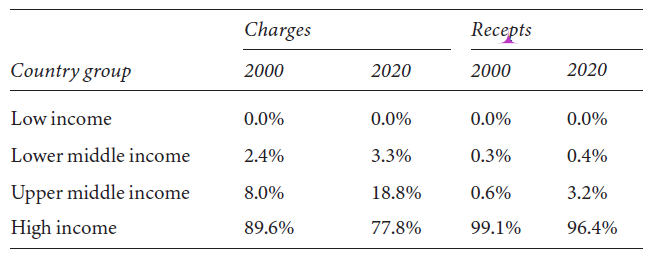 Charges Recepts
Country group 2000 2020 2000 2020
Low income 0.0% 0.0% 0.0% 0.0%
Lower middle income 2.4% 3.3% 0.3% 0.4%
Upper middle income 8.0% 18.8% 0.6% 3.2%
High income 89.6% 77.8% 99.1% 96.4%